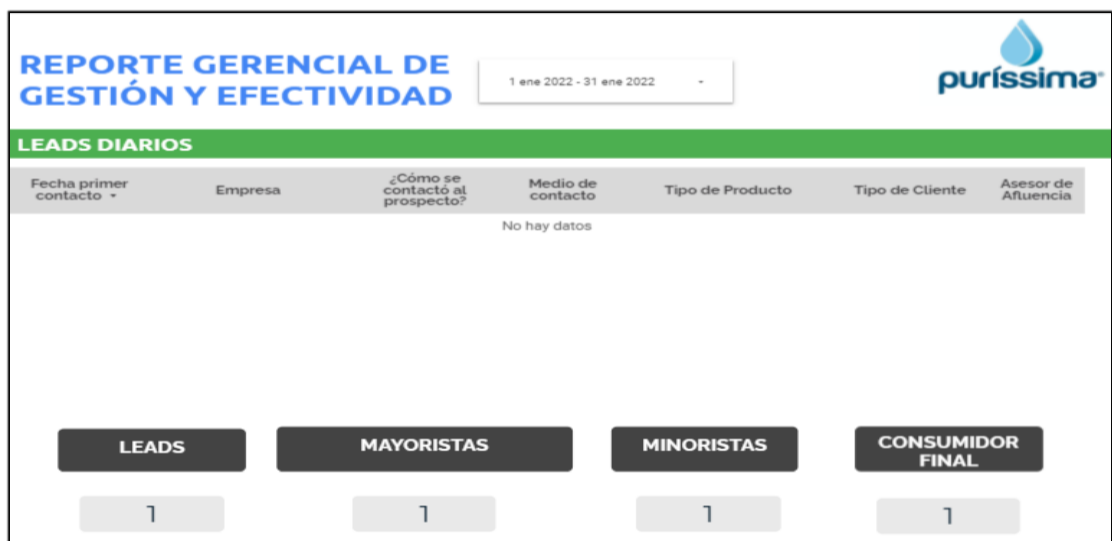 REPORTE GERENCIAL DE
GESTIÓN Y EFECTIVIDAD
1 ene 2022 - 31 ene 2022
puríssima
LEADS DIARIOS
Fecha primer
contacto
Empresa
¿Cómo se
contactó al
prospecto?
Medio de
contacto
Tipo de Producto
Tipo de Cliente
Asesor de
Afluencia
No hay datos
LEADS
MAYORISTAS
MINORISTAS
CONSUMIDOR
FINAL
1
1
1
1